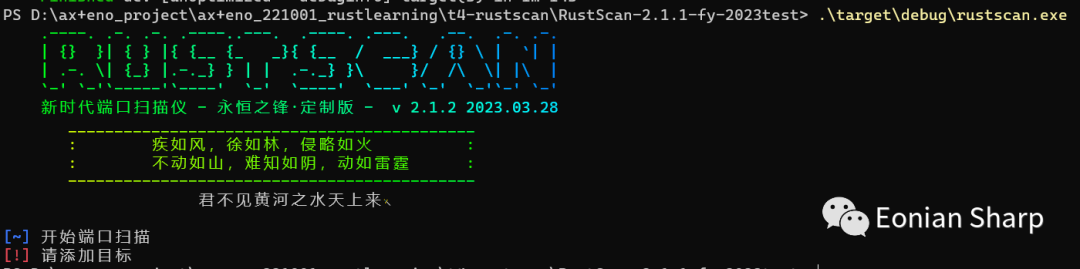 PS D:\ax+eno_project\ax+eno_221001_rustlearning\t4-rustscan\RustScan-2.1.1-fy-2023test> .\target\debug\rustscan.exe
RUSTSCAN
新时代端口扫描仪 - 永恒之锋·定制版 - v 2.1.2 2023.03.28
: 疾如风，徐如林，侵略如火 :
: 不动如山，难知如阴，动如雷霆 :
君不见黄河之水天上来
[~] 开始端口扫描
[!] 请添加目标
Eonian Sharp